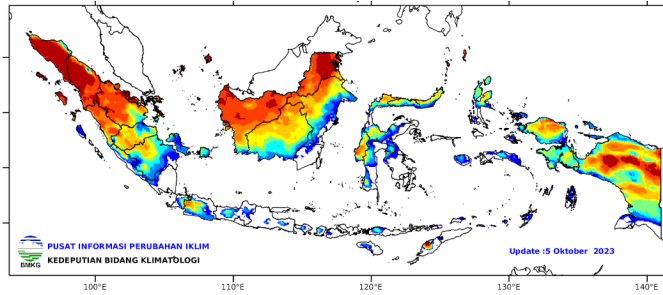 PUSAT INFORMASI PERUBAHAN IKLIM
KEDEPUTIAN BIDANG KLIMATOLOGI
BMKG
Update :5 Oktober 2023
100°E 110°E 120°E 130°E 140°E